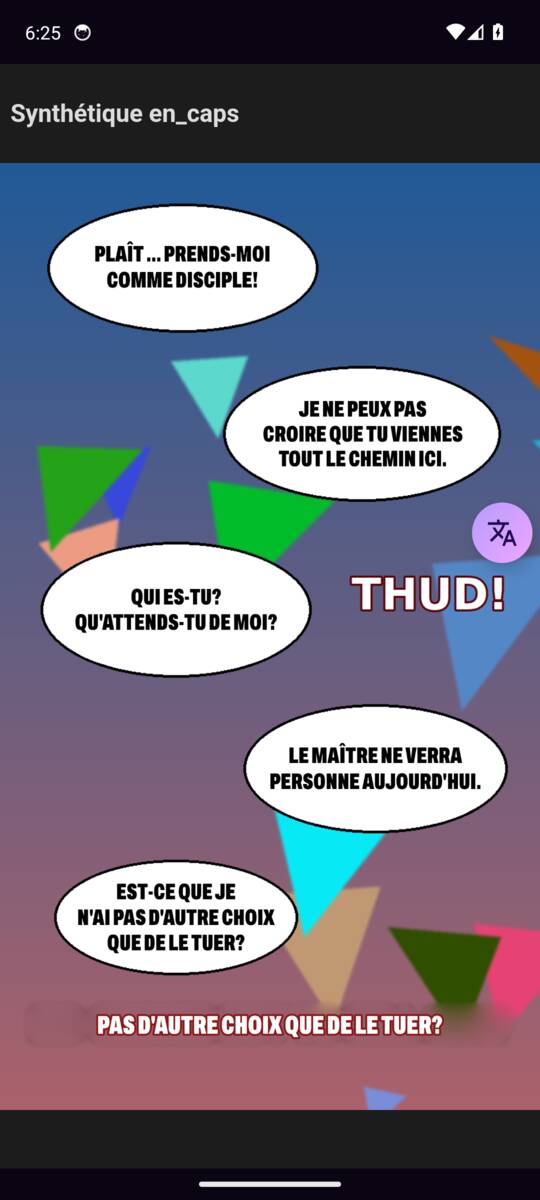 6:25
Synthétique en_caps
PLAÎT ... PRENDS-MOI
COMME DISCIPLE!
JE NE PEUX PAS
CROIRE QUE TU VIENNES
TOUT LE CHEMIN ICI.
QUI ES-TU?
QU'ATTENDS-TU DE MOI?
THUD!
LE MAÎTRE NE VERRA
PERSONNE AUJOURD'HUI.
EST-CE QUE JE
N'AI PAS D'AUTRE CHOIX
QUE DE LE TUER?
PAS D'AUTRE CHOIX QUE DE LE TUER?